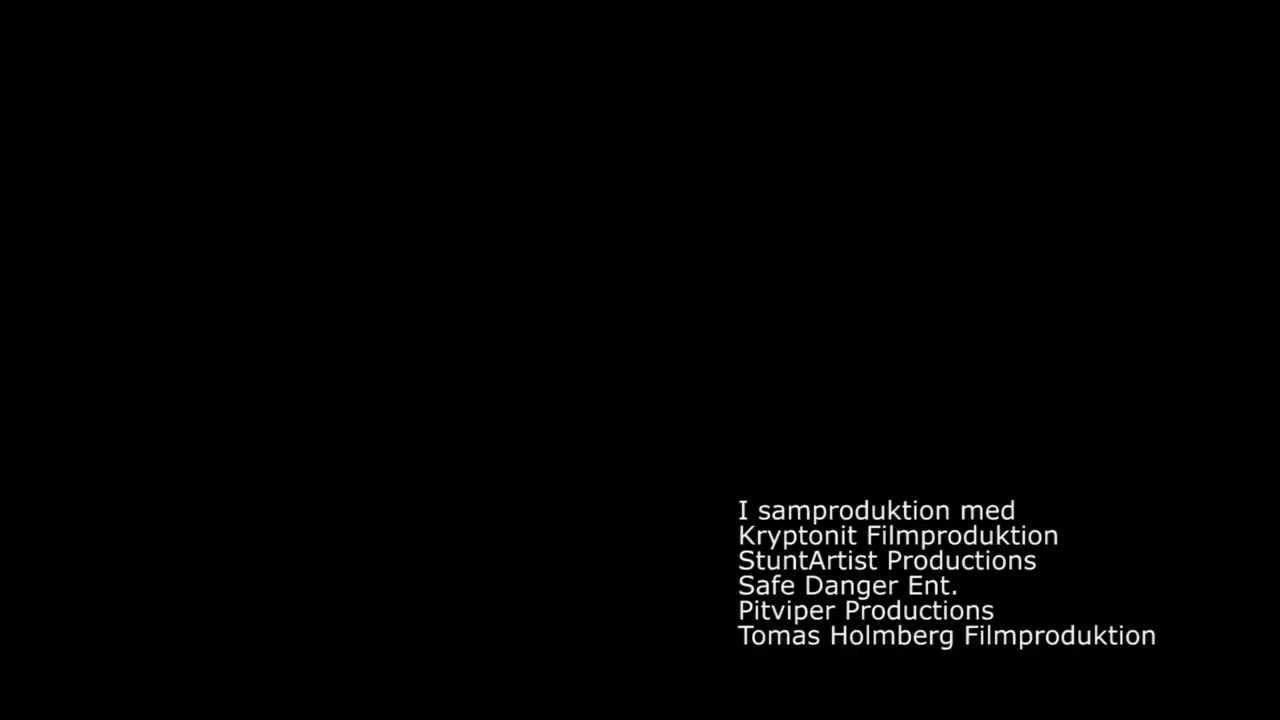 I samproduktion med
Kryptonit Filmproduktion
StuntArtist Productions
Safe Danger Ent.
Pitviper Productions
Tomas Holmberg Filmproduktion